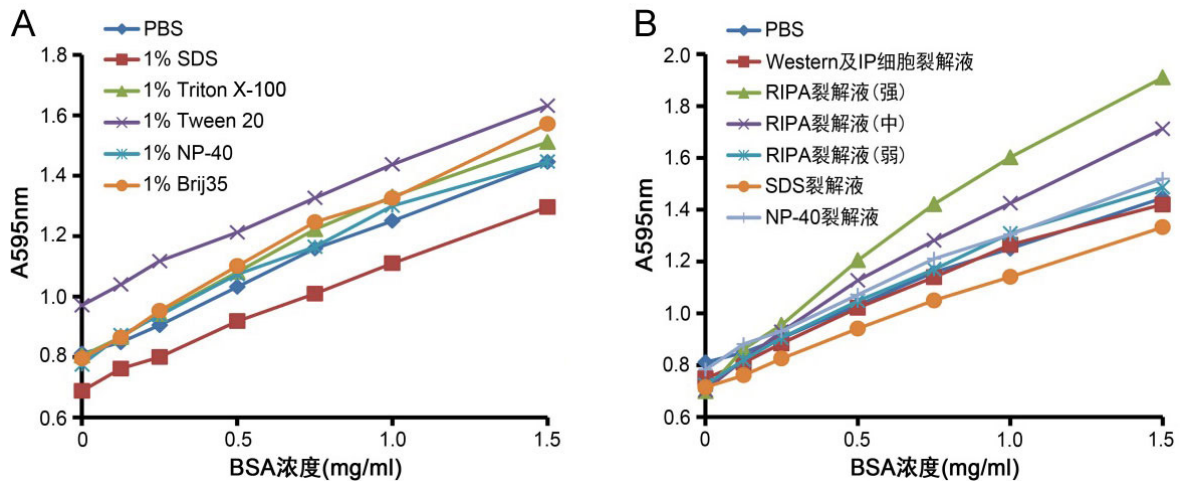 A
PBS
1% SDS
1% Triton X-100
1% Tween 20
1% NP-40
1% Brij35
1.8
1.6
1.4
1.2
1.0
0.8
0.6
A595nm
0
0.5
1.0
1.5
BSA浓度(mg/ml)
B
PBS
Western及IP细胞裂解液
RIPA裂解液(强)
RIPA裂解液(中)
RIPA裂解液(弱)
SDS裂解液
NP-40裂解液
2.0
1.8
1.6
1.4
1.2
1.0
0.8
0.6
A595nm
0
0.5
1.0
1.5
BSA浓度(mg/ml)